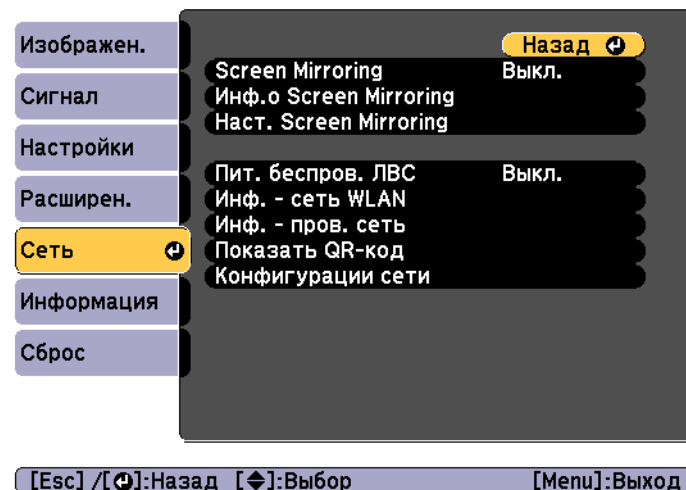 Изображен.
Сигнал
Настройки
Расширен.
Сеть
Информация
Сброс
Назад
Screen Mirroring Выкл.
Инф.о Screen Mirroring
Наст. Screen Mirroring
Пит. беспров. ЛВС Выкл.
Инф. - сеть WLAN
Инф. - пров. сеть
Показать QR-код
Конфигурации сети
[Esc] /[⏎]:Назад [◆]:Выбор [Menu]:Выход